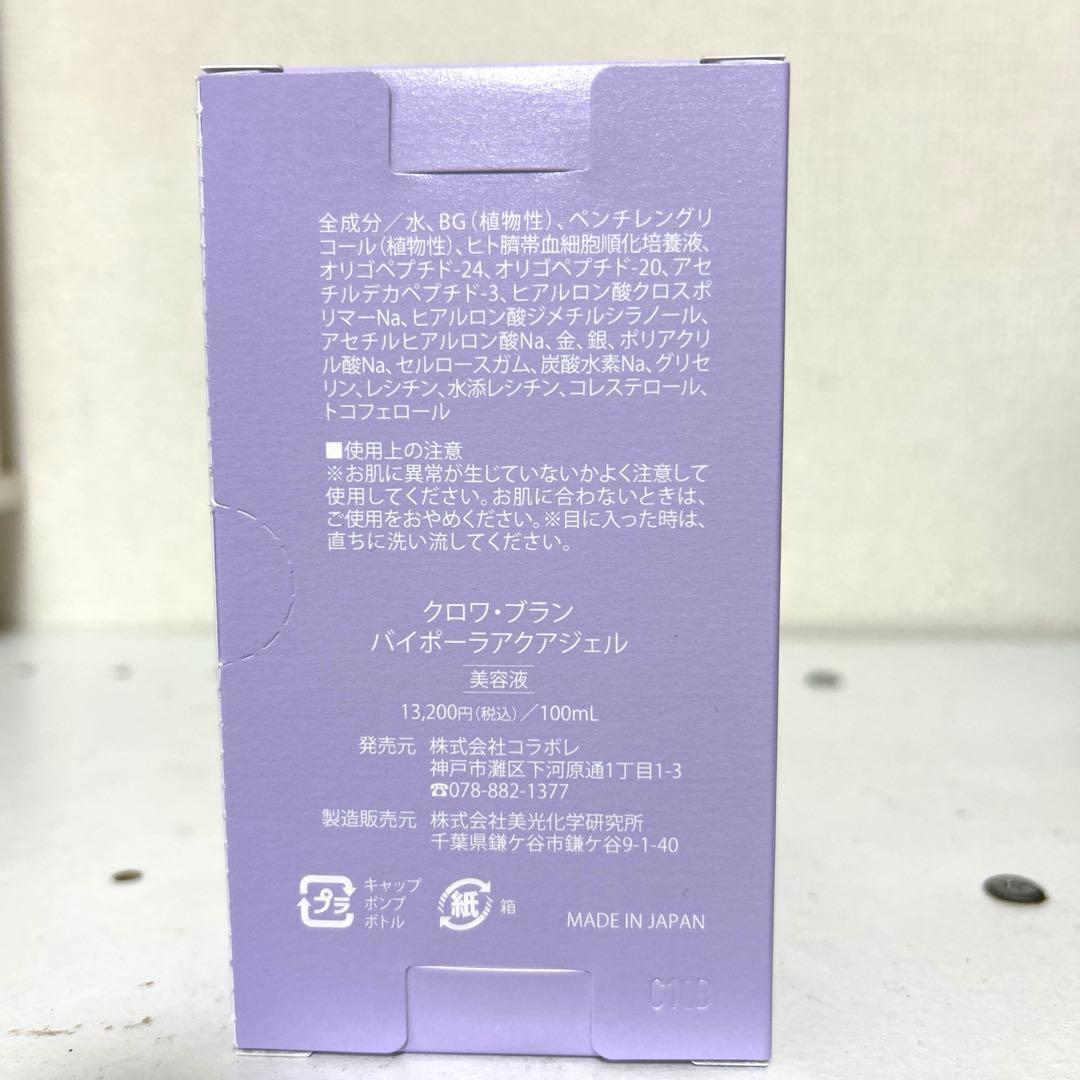 全成分／水、BG(植物性)、ペンチレングリ
コール(植物性)、ヒト臍帯血細胞順化培養液、
オリゴペプチド-24、オリゴペプチド-20、アセ
チルデカペプチド-3、ヒアルロン酸クロスポ
リマーNa、ヒアルロン酸ジメチルシラノール、
アセチルヒアルロン酸Na、金、銀、ポリアクリ
ル酸Na、セルロースガム、炭酸水素Na、グリセ
リン、レシチン、水添レシチン、コレステロール、
トコフェロール
■使用上の注意
※お肌に異常が生じていないかよく注意して
使用してください。お肌に合わないときは、
ご使用をおやめください。※目に入った時は、
直ちに洗い流してください。
クロワ・ブラン
バイポーラアクアジェル
美容液
13,200円(税込)／100mL
発売元 株式会社コラボレ
神戸市灘区下河原通1丁目1-3
☎078-882-1377
製造販売元 株式会社美光化学研究所
千葉県鎌ケ谷市鎌ケ谷9-1-40
プラ キャップ
ポンプ
ボトル
紙 箱
MADE IN JAPAN